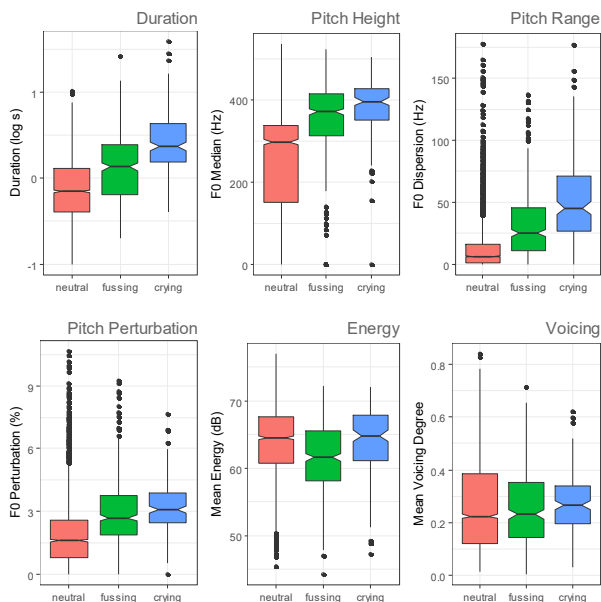 Duration
Duration (log s)
1
0
-1
neutral fussing crying
Pitch Height
F0 Median (Hz)
400
200
0
neutral fussing crying
Pitch Range
F0 Dispersion (Hz)
150
100
50
0
neutral fussing crying
Pitch Perturbation
F0 Perturbation (%)
9
6
3
0
neutral fussing crying
Energy
Mean Energy (dB)
70
60
50
neutral fussing crying
Voicing
Mean Voicing Degree
0.8
0.6
0.4
0.2
0.0
neutral fussing crying